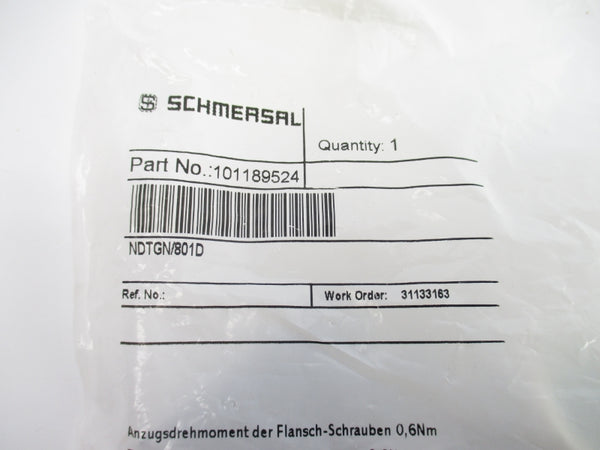 SCHMERSAL
Quantity: 1
Part No.:101189524
NDTGN/801D
Ref. No.:
Work Order: 31133163
Anzugsdrehmoment der Flansch-Schrauben 0,6Nm